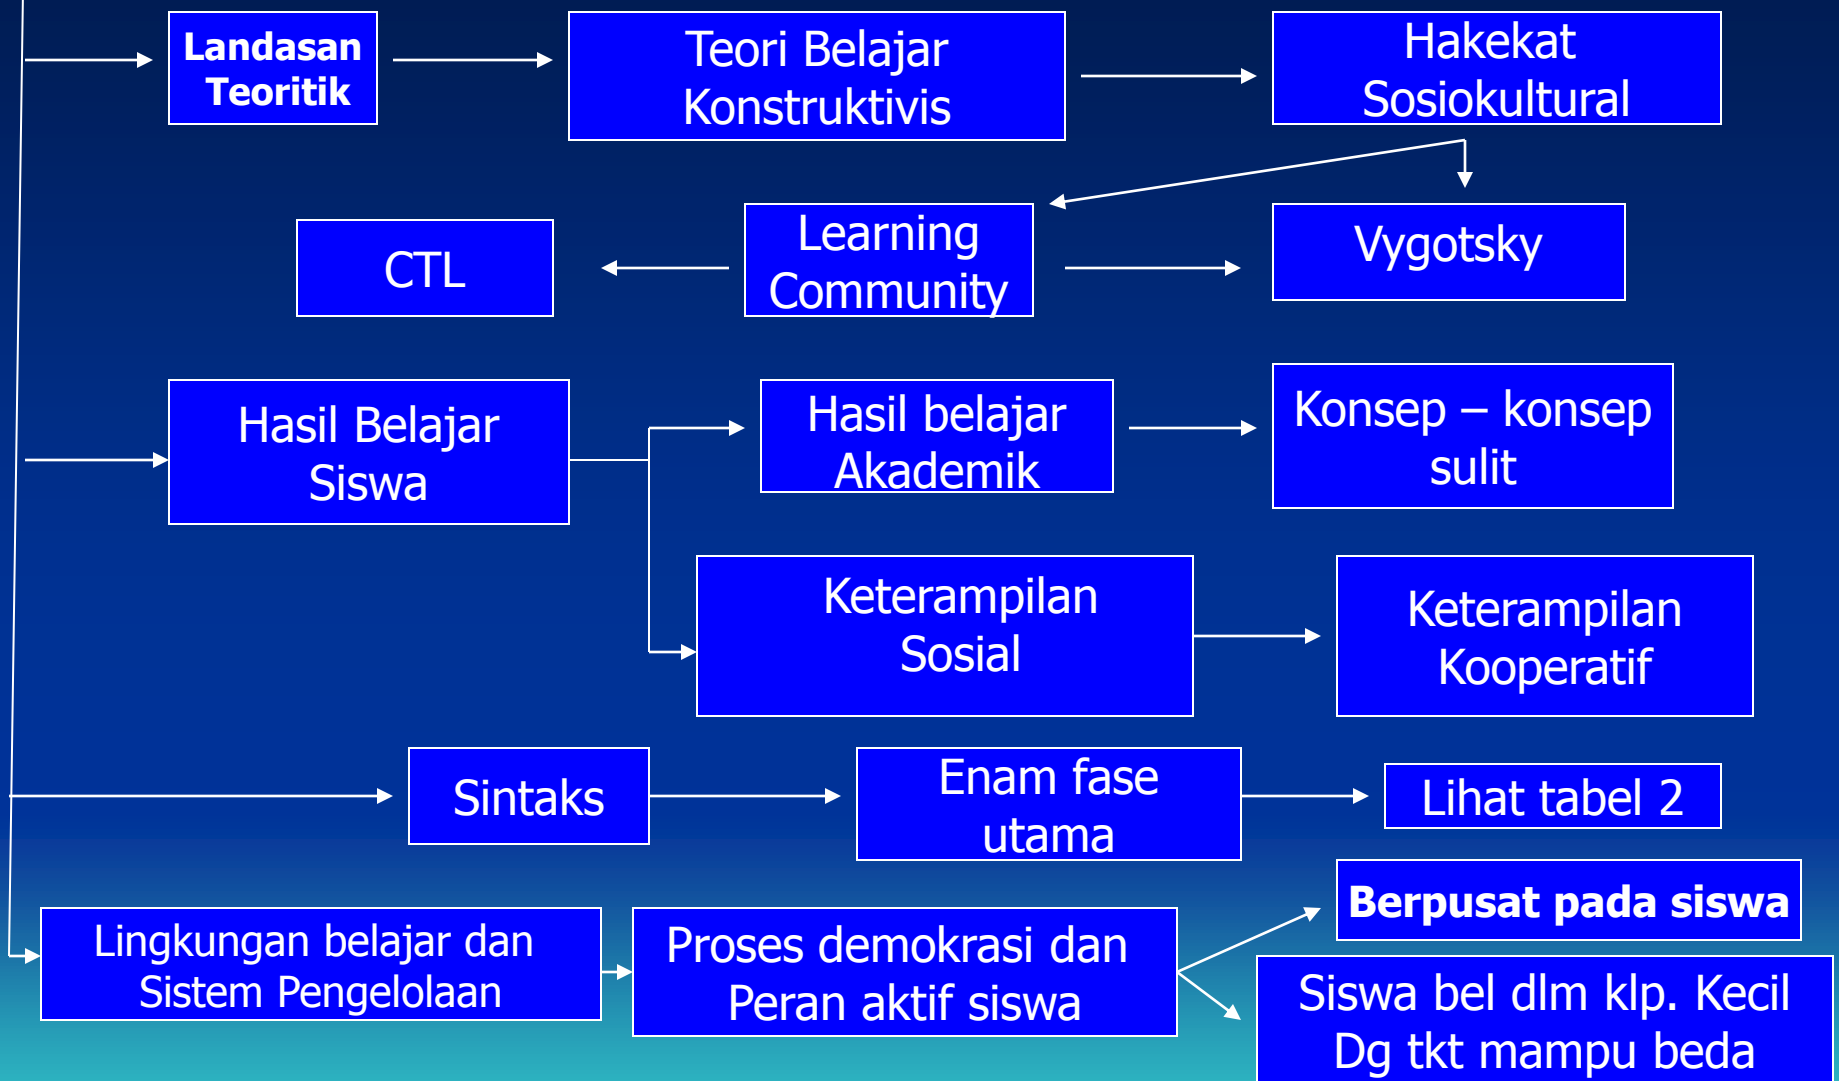 Landasan
Teoritik
Teori Belajar
Konstruktivis
Hakekat
Sosiokultural
CTL
Learning
Community
Vygotsky
Hasil Belajar
Siswa
Hasil belajar
Akademik
Konsep – konsep
sulit
Keterampilan
Sosial
Keterampilan
Kooperatif
Sintaks
Enam fase
utama
Lihat tabel 2
Lingkungan belajar dan
Sistem Pengelolaan
Proses demokrasi dan
Peran aktif siswa
Berpusat pada siswa
Siswa bel dlm klp. Kecil
Dg tkt mampu beda